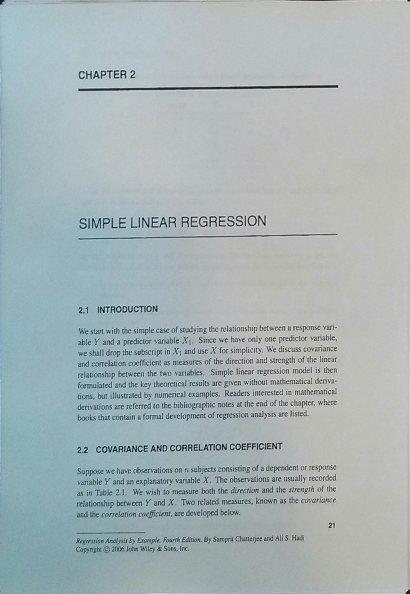 CHAPTER 2
SIMPLE LINEAR REGRESSION
2.1 INTRODUCTION
We start with the simple case of studying the relationship between a response vari-
able Y and a predictor variable X₁. Since we have only one predictor variable,
we shall drop the subscript in X₁ and use X for simplicity. We discuss covariance
and correlation coefficient as measures of the direction and strength of the linear
relationship between the two variables. Simple linear regression model is then
formulated and the key theoretical results are given without mathematical deriva-
tions, but illustrated by numerical examples. Readers interested in mathematical
derivations are referred to the bibliographic notes at the end of the chapter, where
books that contain a formal development of regression analysis are listed.
2.2 COVARIANCE AND CORRELATION COEFFICIENT
Suppose we have observations on n subjects consisting of a dependent or response
variable Y and an explanatory variable X. The observations are usually recorded
as in Table 2.1. We wish to measure both the direction and the strength of the
relationship between Y and X. Two related measures, known as the covariance
and the correlation coefficient, are developed below.
21
Regression Analysis by Example, Fourth Edition. By Samprit Chatterjee and Ali S. Hadi
Copyright © 2006 John Wiley & Sons, Inc.